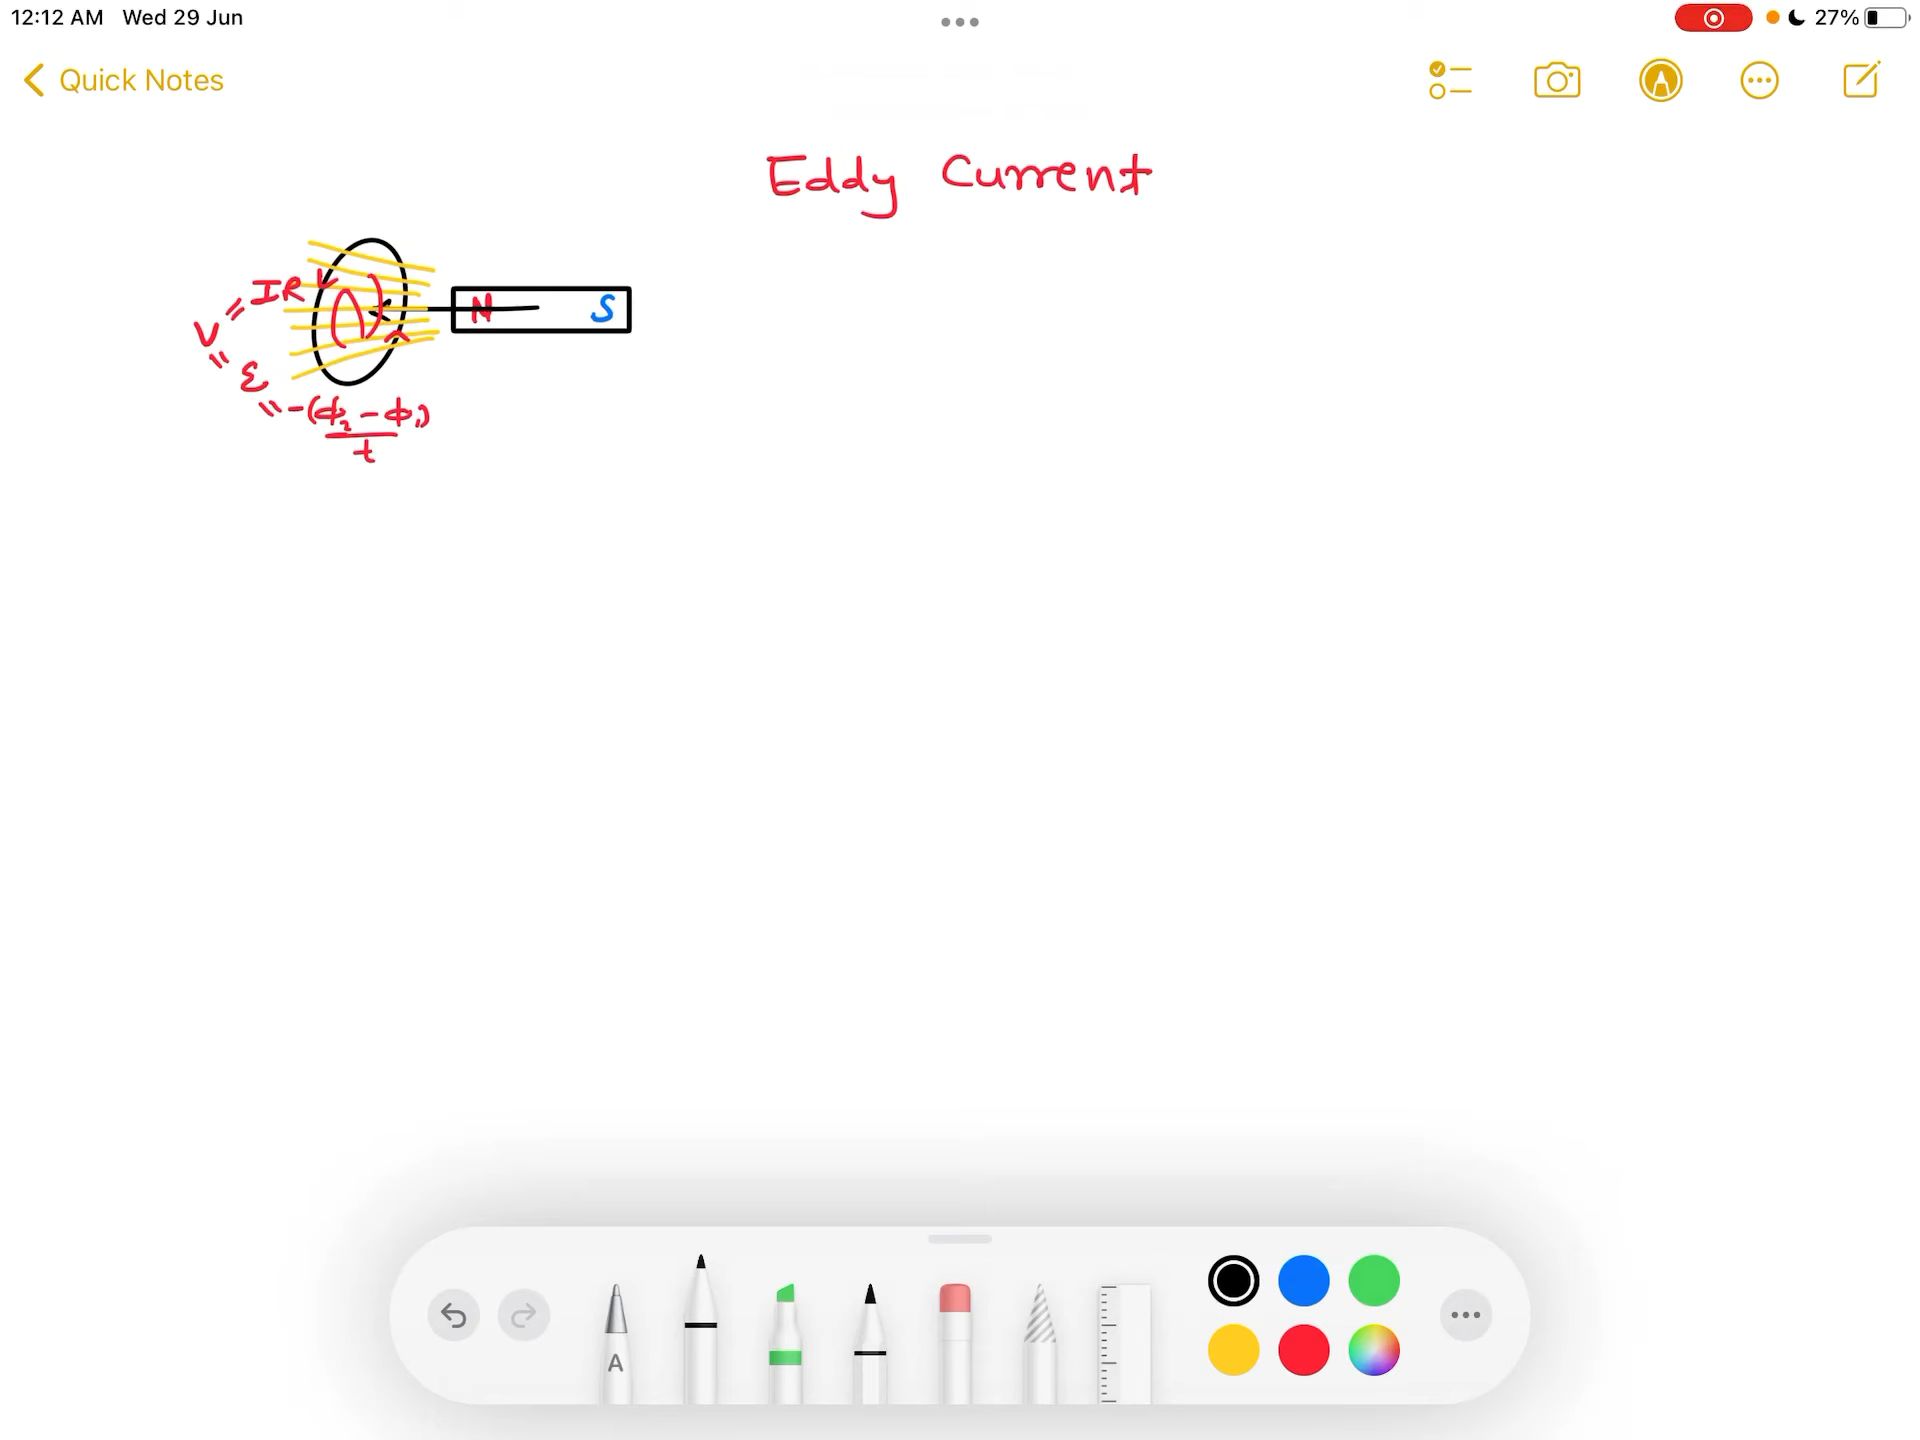 12:12 AM Wed 29 Jun
27%
Quick Notes
Eddy Current
V = IR
N S
= ε
= -(ϕ₂ - ϕ₁)
t
A